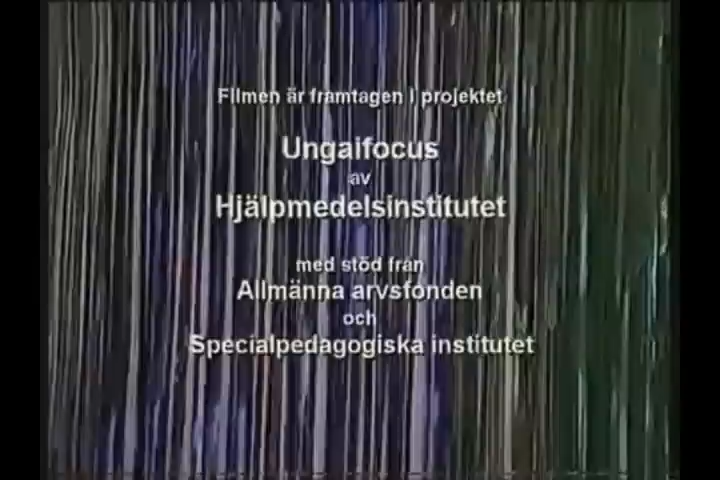 Filmen är framtagen i projektet
Ungaifocus
av
Hjälpmedelsinstitutet
med stöd från
Allmänna arvsfonden
och
Specialpedagogiska institutet